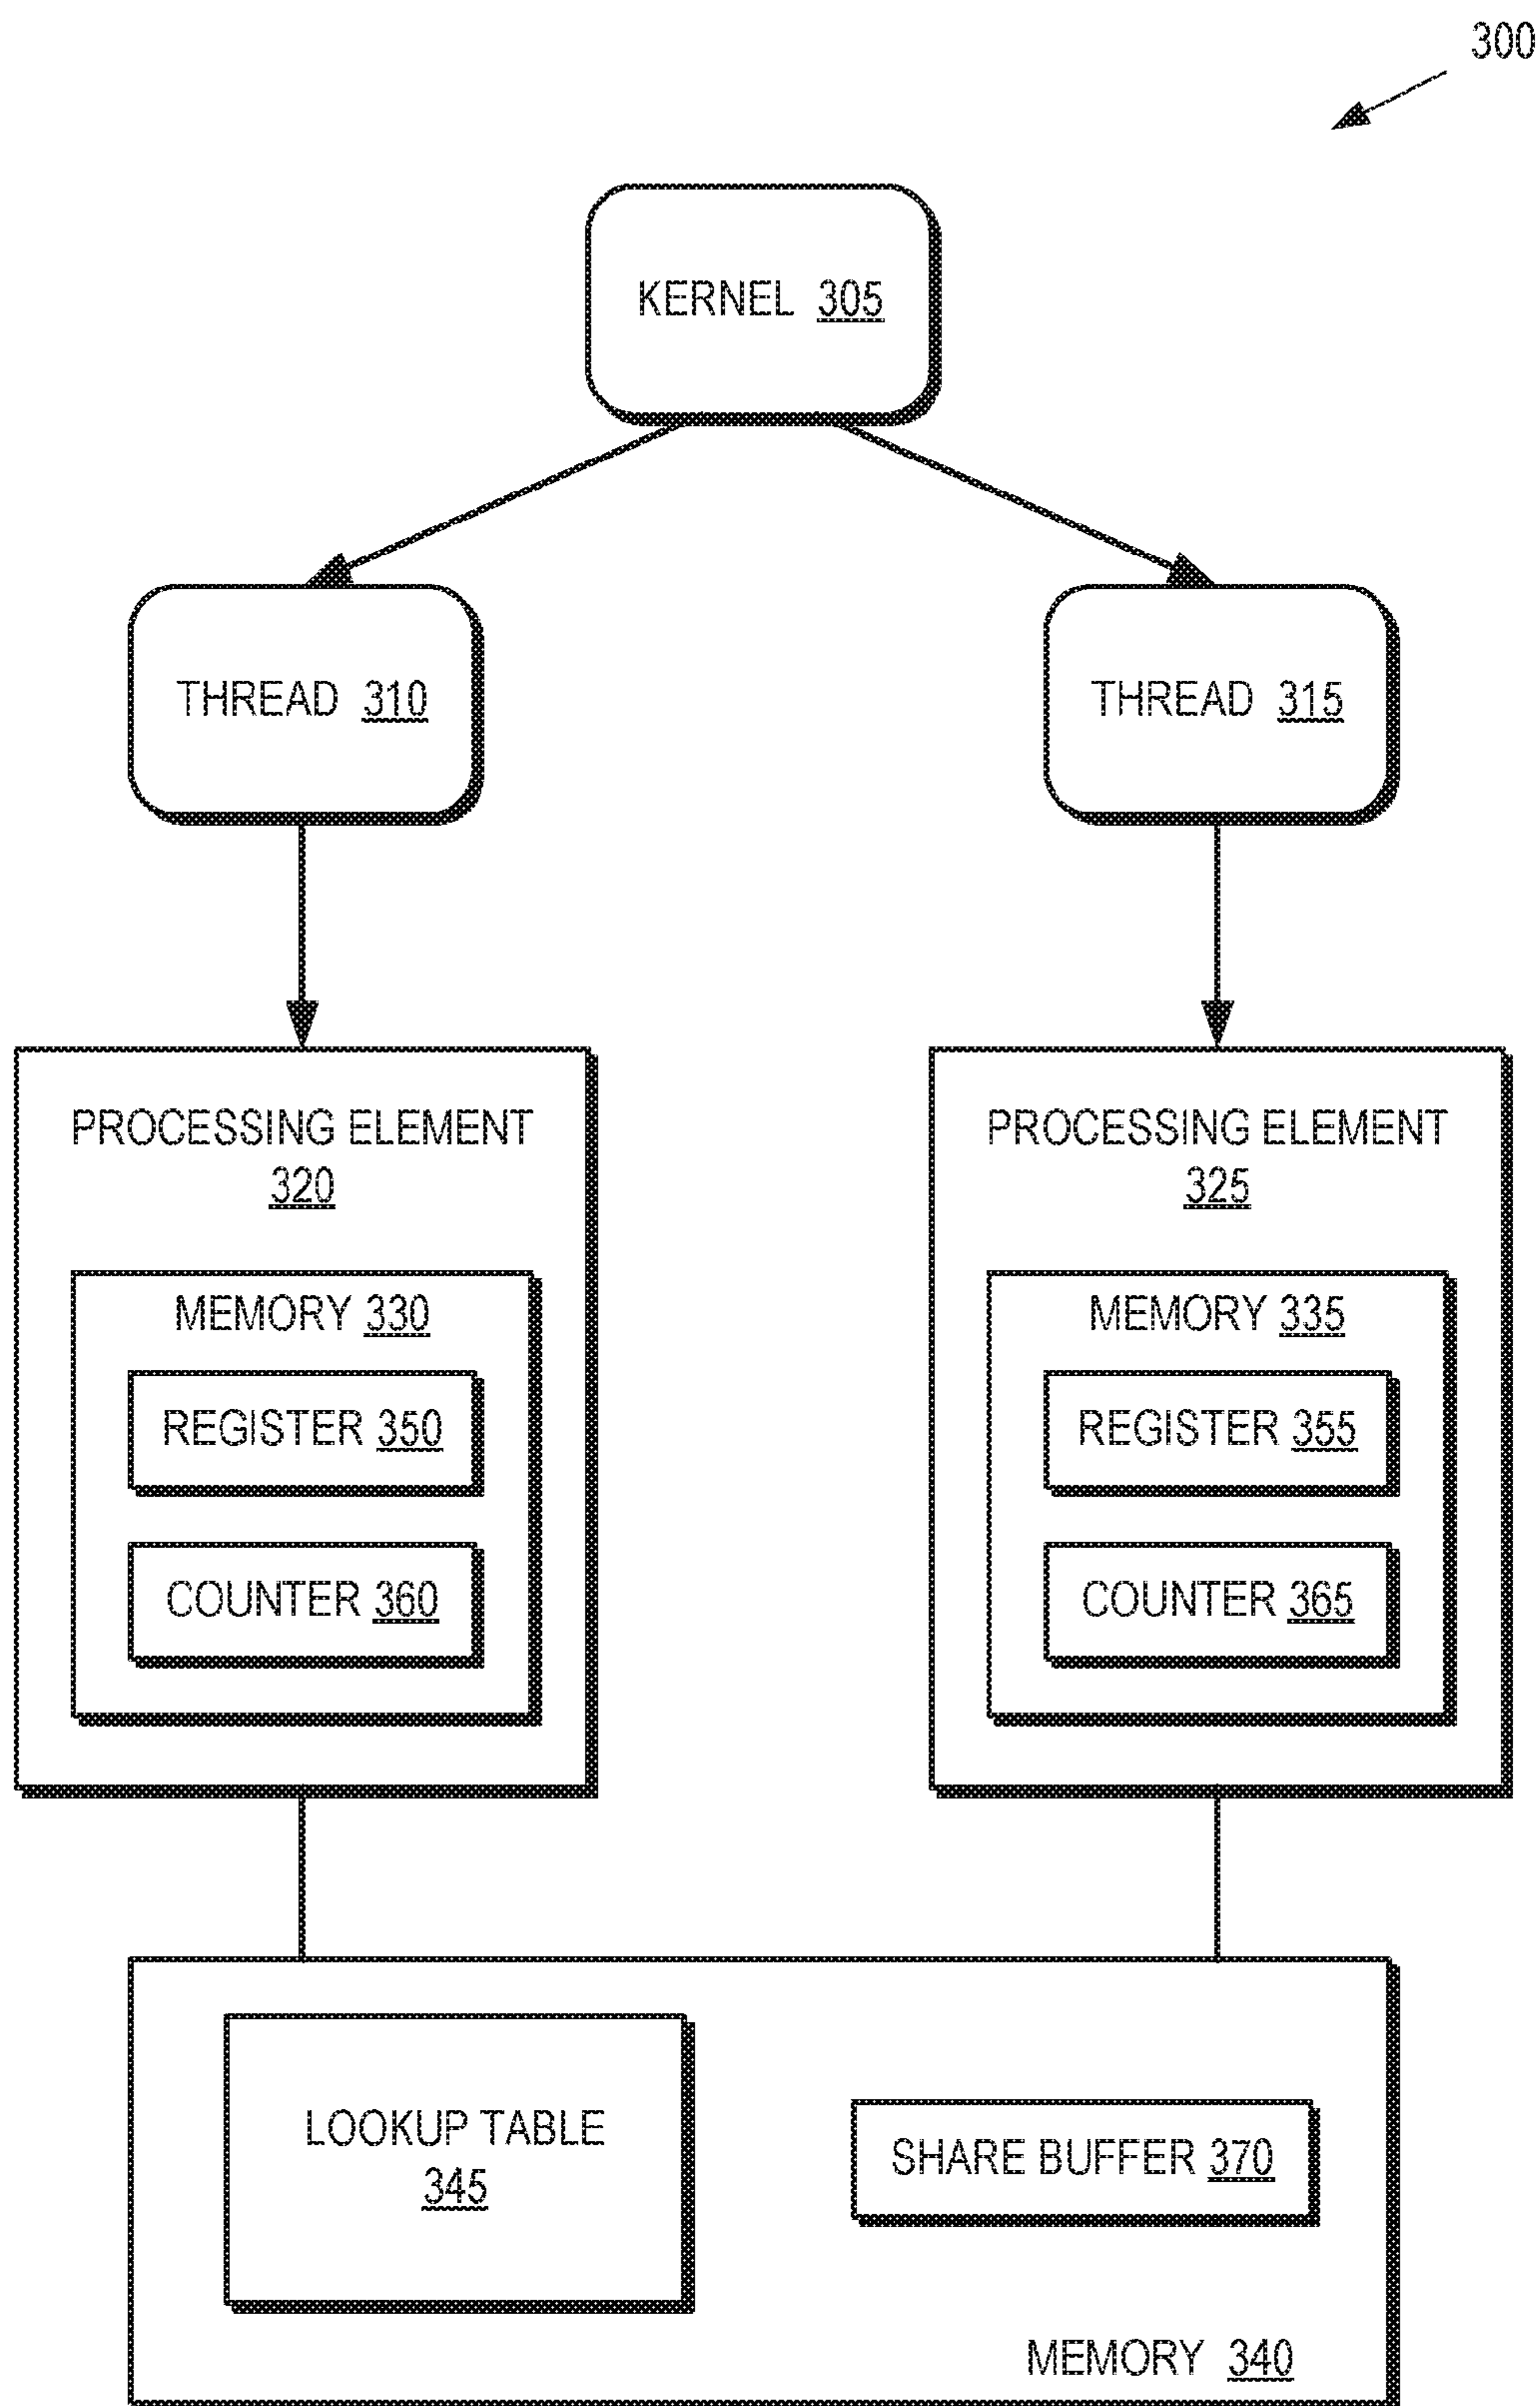 300
KERNEL 305
THREAD 310
THREAD 315
PROCESSING ELEMENT
320
MEMORY 330
REGISTER 350
COUNTER 360
PROCESSING ELEMENT
325
MEMORY 335
REGISTER 355
COUNTER 365
LOOKUP TABLE
345
SHARE BUFFER 370
MEMORY 340